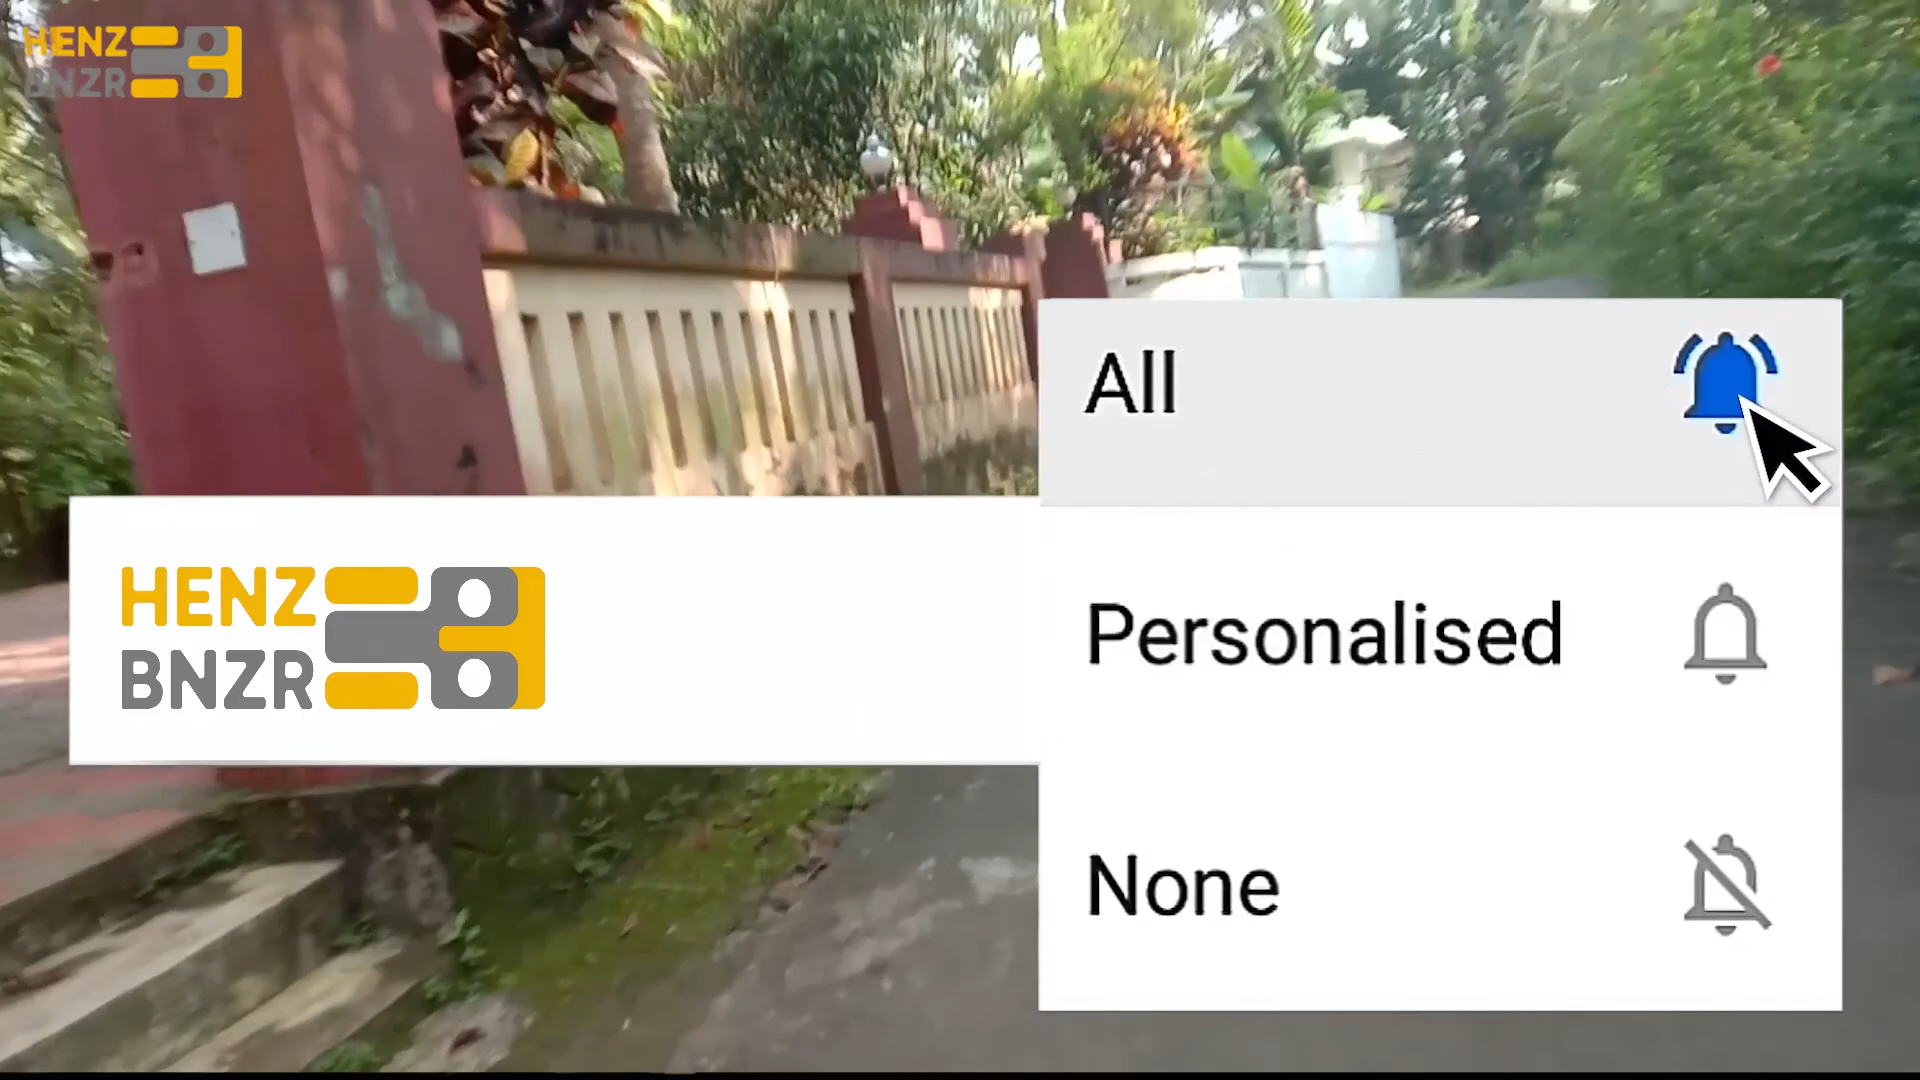 HENZ
BNZR
All
HENZ
BNZR
Personalised
None